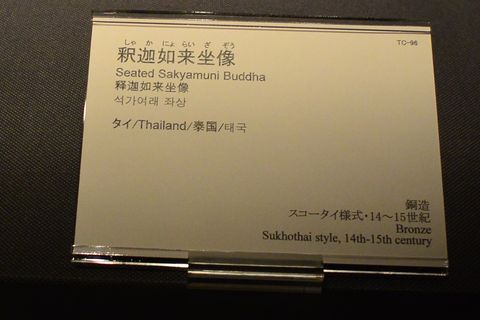 TC-96
しゃ か にょ らい ざ ぞう
釈迦如来坐像
Seated Sakyamuni Buddha
释迦如来坐像
석가여래 좌상
タイ/Thailand/泰国/태국
銅造
スコータイ様式・14～15世紀
Bronze
Sukhothai style, 14th-15th century